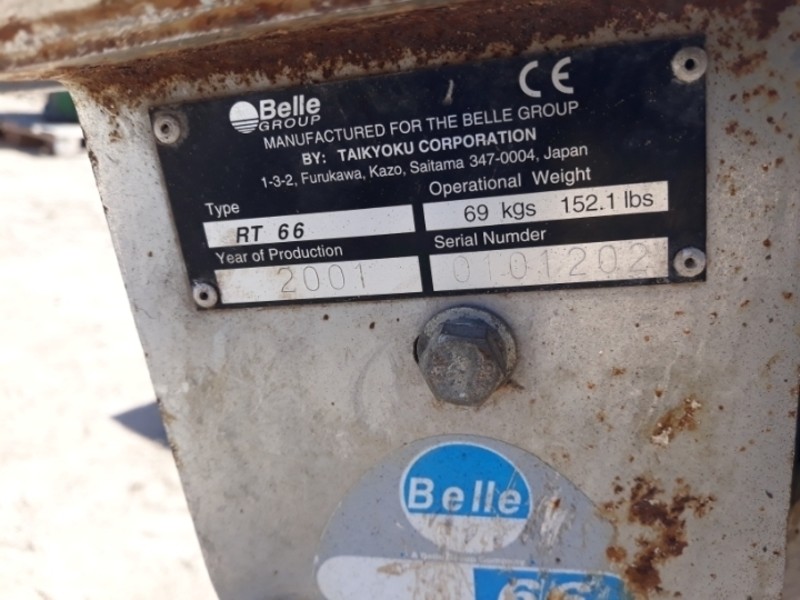 Belle
GROUP
CE
MANUFACTURED FOR THE BELLE GROUP
BY: TAIKYOKU CORPORATION
1-3-2, Furukawa, Kazo, Saitama 347-0004, Japan
Type
Operational Weight
RT 66
69 kgs 152.1 lbs
Year of Production
Serial Numder
2001
0101202
Belle
66